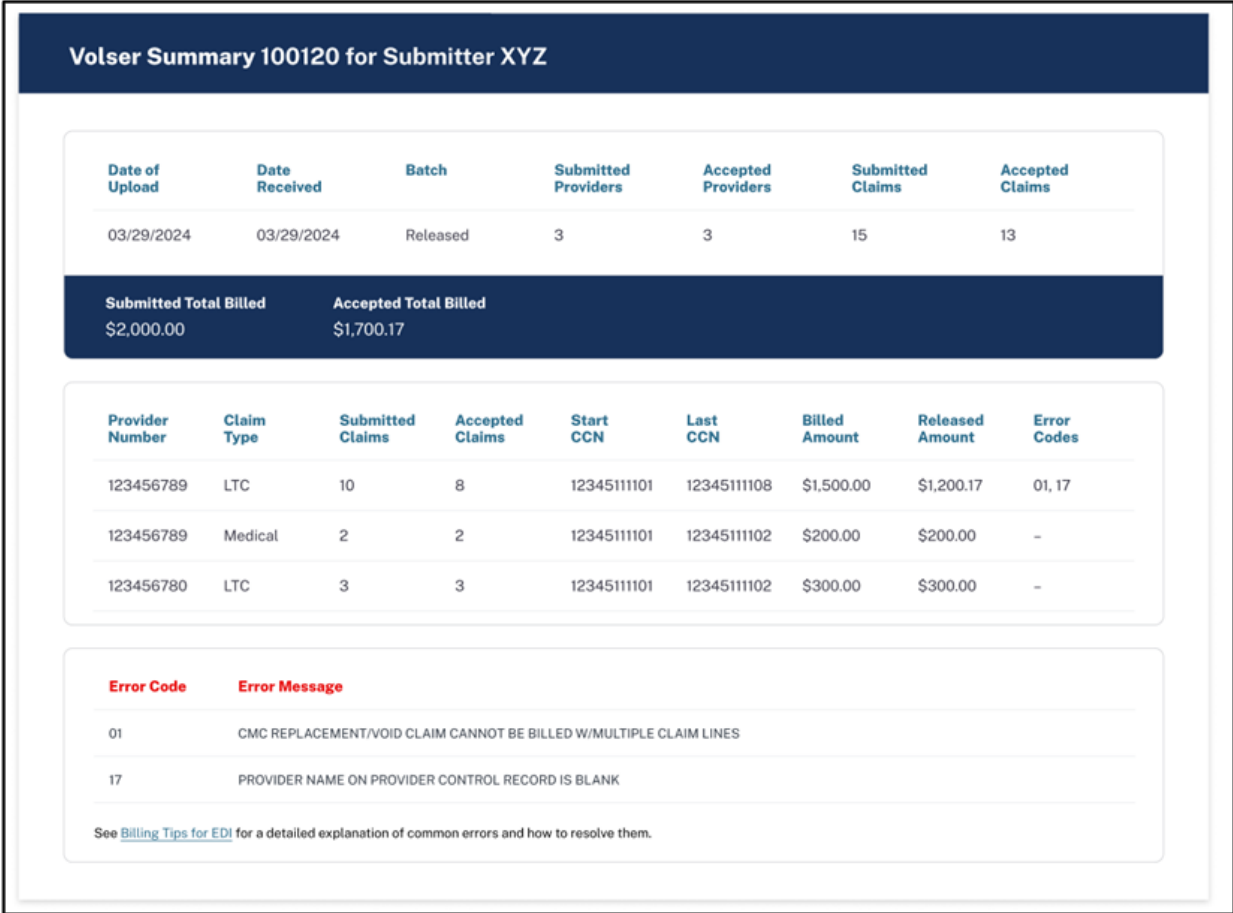 Volser Summary 100120 for Submitter XYZ
Date of Upload Date Received Batch Submitted Providers Accepted Providers Submitted Claims Accepted Claims
03/29/2024 03/29/2024 Released 3 3 15 13
Submitted Total Billed Accepted Total Billed
$2,000.00 $1,700.17
Provider Number Claim Type Submitted Claims Accepted Claims Start CCN Last CCN Billed Amount Released Amount Error Codes
123456789 LTC 10 8 12345111101 12345111108 $1,500.00 $1,200.17 01, 17
123456789 Medical 2 2 12345111101 12345111102 $200.00 $200.00 –
123456780 LTC 3 3 12345111101 12345111102 $300.00 $300.00 –
Error Code Error Message
01 CMC REPLACEMENT/VOID CLAIM CANNOT BE BILLED W/MULTIPLE CLAIM LINES
17 PROVIDER NAME ON PROVIDER CONTROL RECORD IS BLANK
See Billing Tips for EDI for a detailed explanation of common errors and how to resolve them.